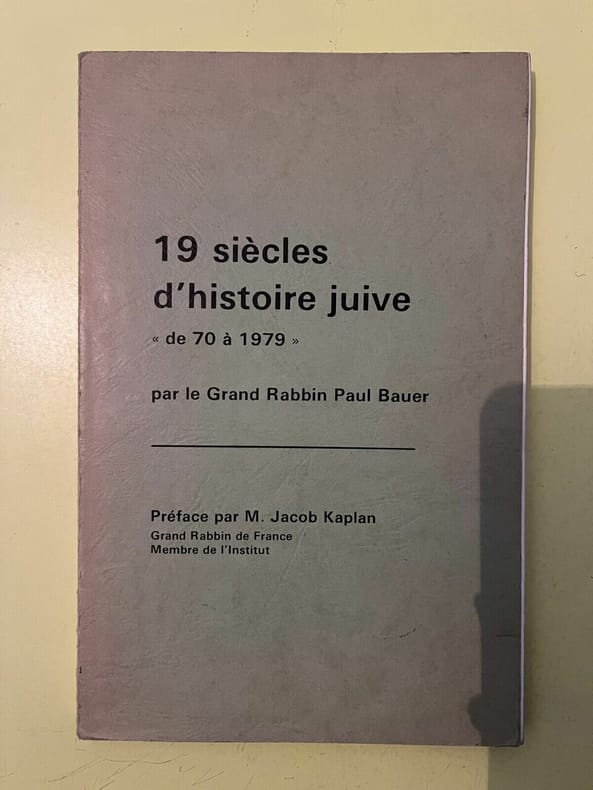 19 siècles
d'histoire juive
« de 70 à 1979 »
par le Grand Rabbin Paul Bauer
Préface par M. Jacob Kaplan
Grand Rabbin de France
Membre de l'Institut